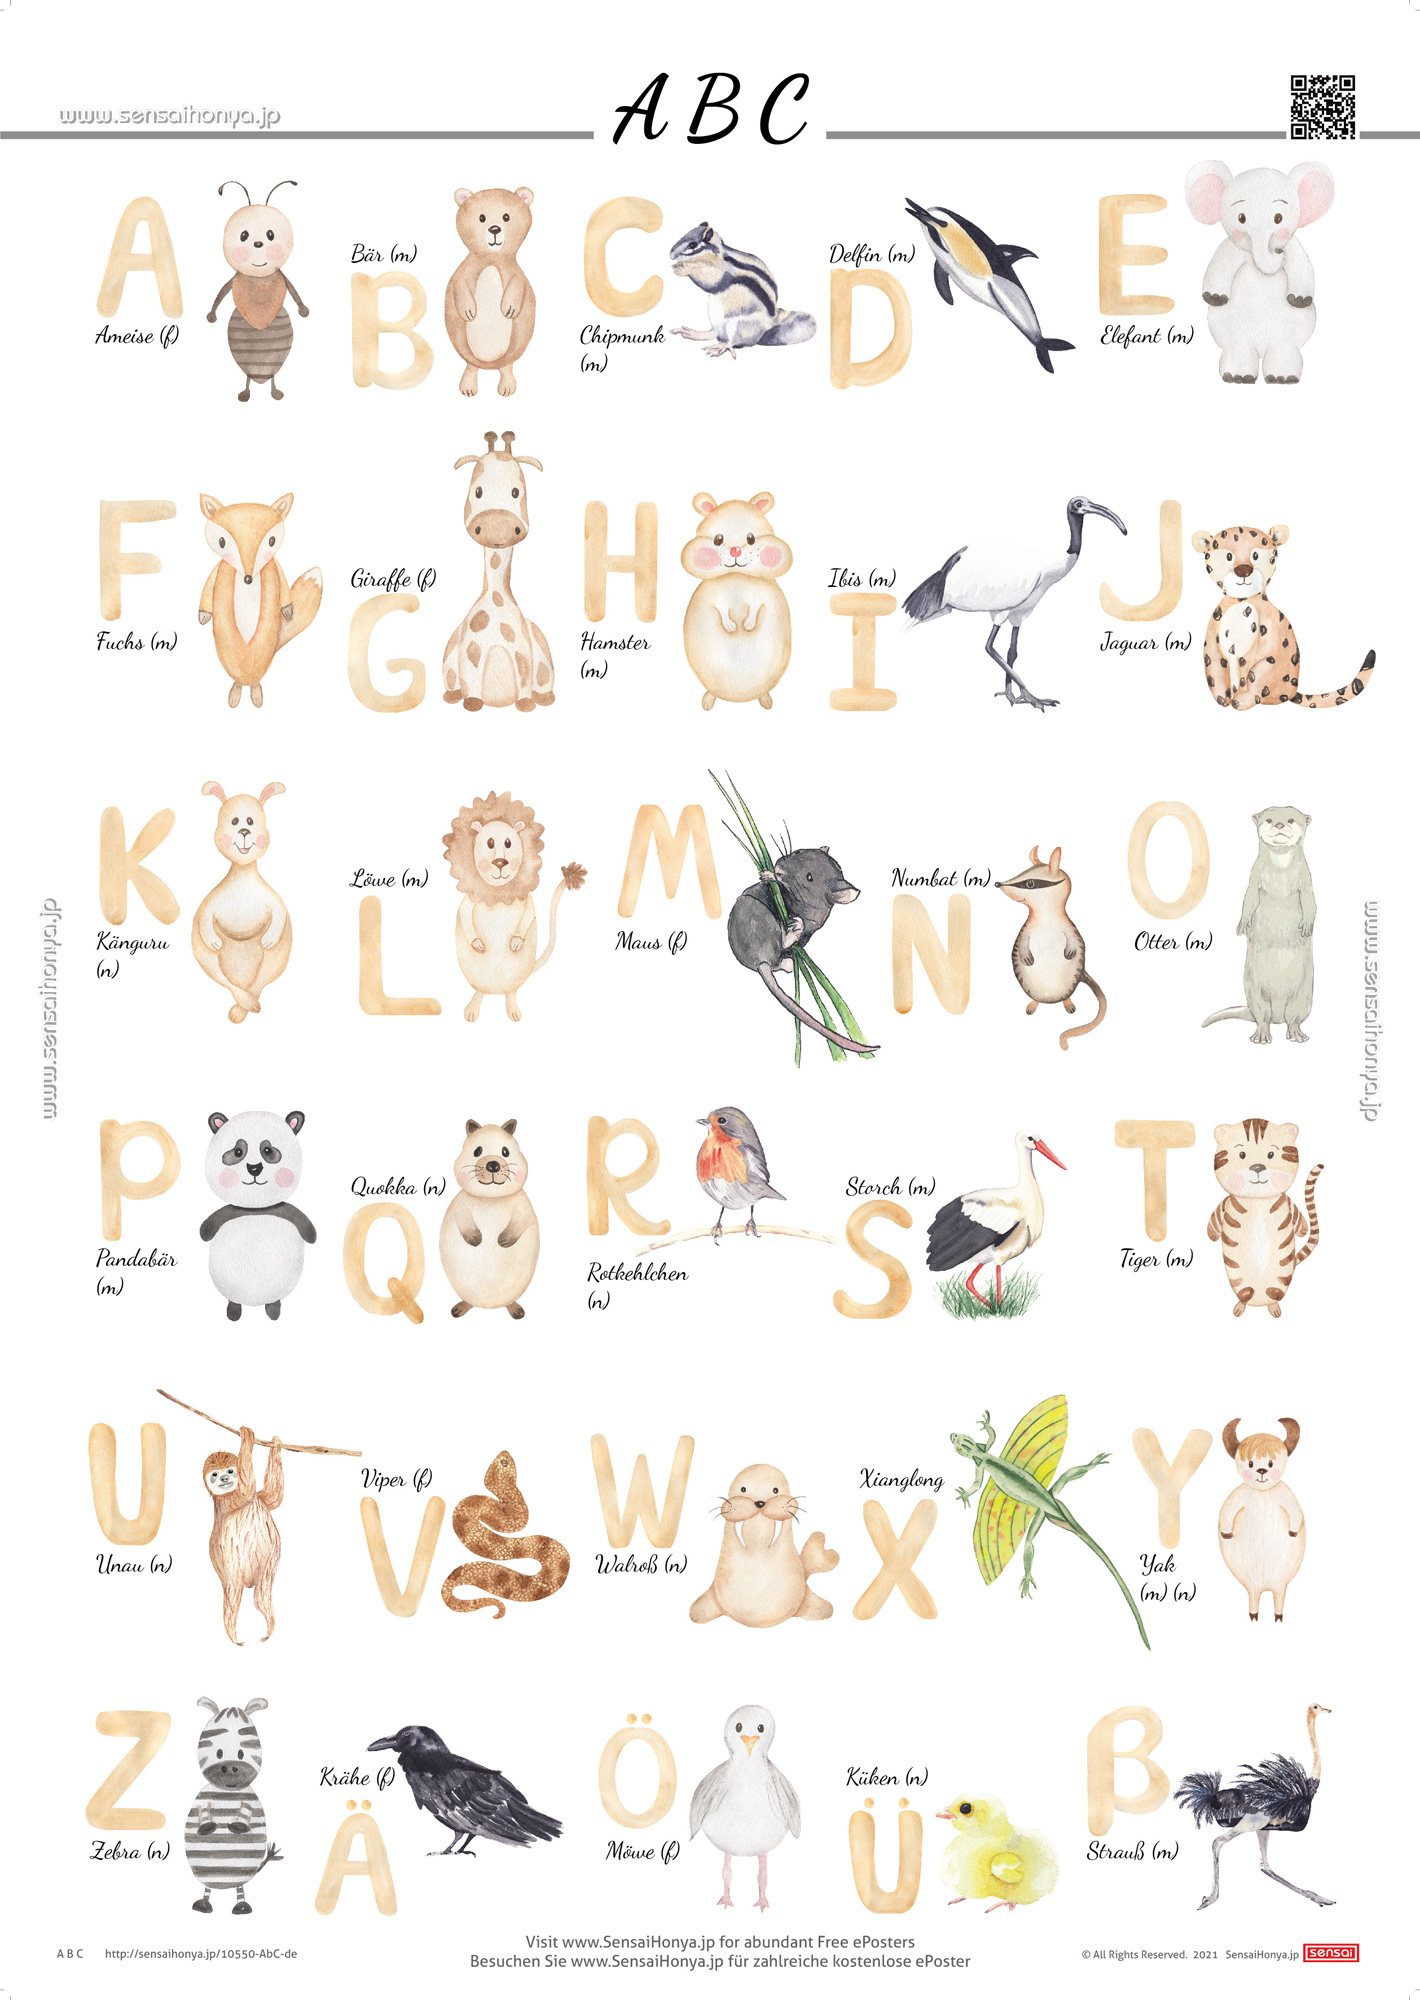 A B C
www.sensaihonya.jp
A
Ameise (f)
Bär (m)
B
C
Chipmunk
(m)
Delfin (m)
D
E
Elefant (m)
F
Fuchs (m)
Giraffe (f)
G
H
Hamster
(m)
Ibis (m)
I
J
Jaguar (m)
K
Känguru
(n)
Löwe (m)
L
M
Maus (f)
Numbat (m)
N
O
Otter (m)
www.sensaihonya.jp
www.sensaihonya.jp
P
Pandabär
(m)
Quokka (n)
Q
R
Rotkehlchen
(n)
Storch (m)
S
T
Tiger (m)
U
Unau (n)
Viper (f)
V
W
Walroß (n)
Xianglong
X
Y
Yak
(m) (n)
Z
Zebra (n)
Krähe (f)
Ä
Ö
Möwe (f)
Küken (n)
Ü
ß
Strauß (m)
A B C http://sensaihonya.jp/10550-AbC-de
Visit www.SensaiHonya.jp for abundant Free ePosters
Besuchen Sie www.SensaiHonya.jp für zahlreiche kostenlose ePoster
© All Rights Reserved. 2021 SensaiHonya.jp sensai